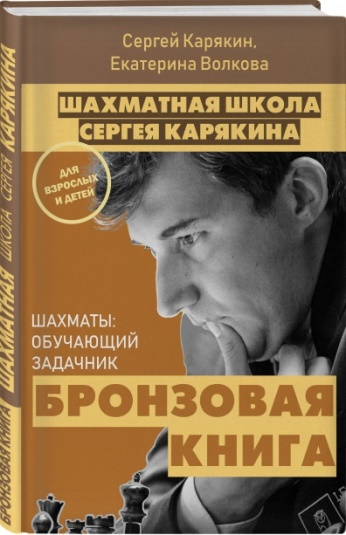 Сергей Карякин,
Екатерина Волкова
ШАХМАТНАЯ ШКОЛА
СЕРГЕЯ КАРЯКИНА
ДЛЯ
ВЗРОСЛЫХ
И ДЕТЕЙ
ШАХМАТЫ:
ОБУЧАЮЩИЙ
ЗАДАЧНИК
БРОНЗОВАЯ
КНИГА
БРОНЗОВАЯ КНИГА ШАХМАТНАЯ ШКОЛА СЕРГЕЯ КАРЯКИНА